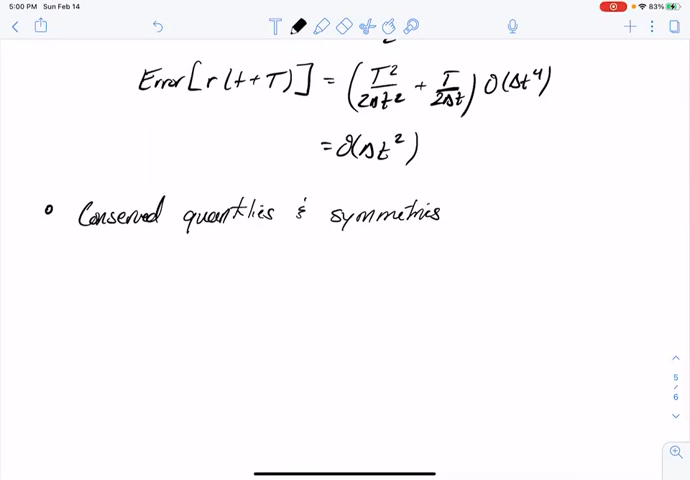 5:00 PM Sun Feb 14
83%
Error[r(t+T)] = (T²/2Δt² + T/2Δt) O(Δt⁴)
= O(Δt²)
Conserved quantities & symmetries
5
/
6